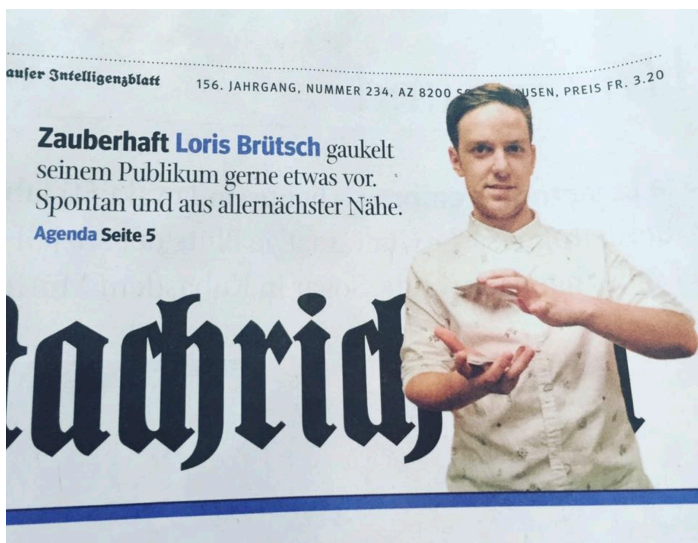 aufer Intelligenzblatt
156. JAHRGANG, NUMMER 234, AZ 8200 USEN, PREIS FR. 3.20
Zauberhaft Loris Brütsch gaukelt
seinem Publikum gerne etwas vor.
Spontan und aus allernächster Nähe.
Agenda Seite 5
achrich